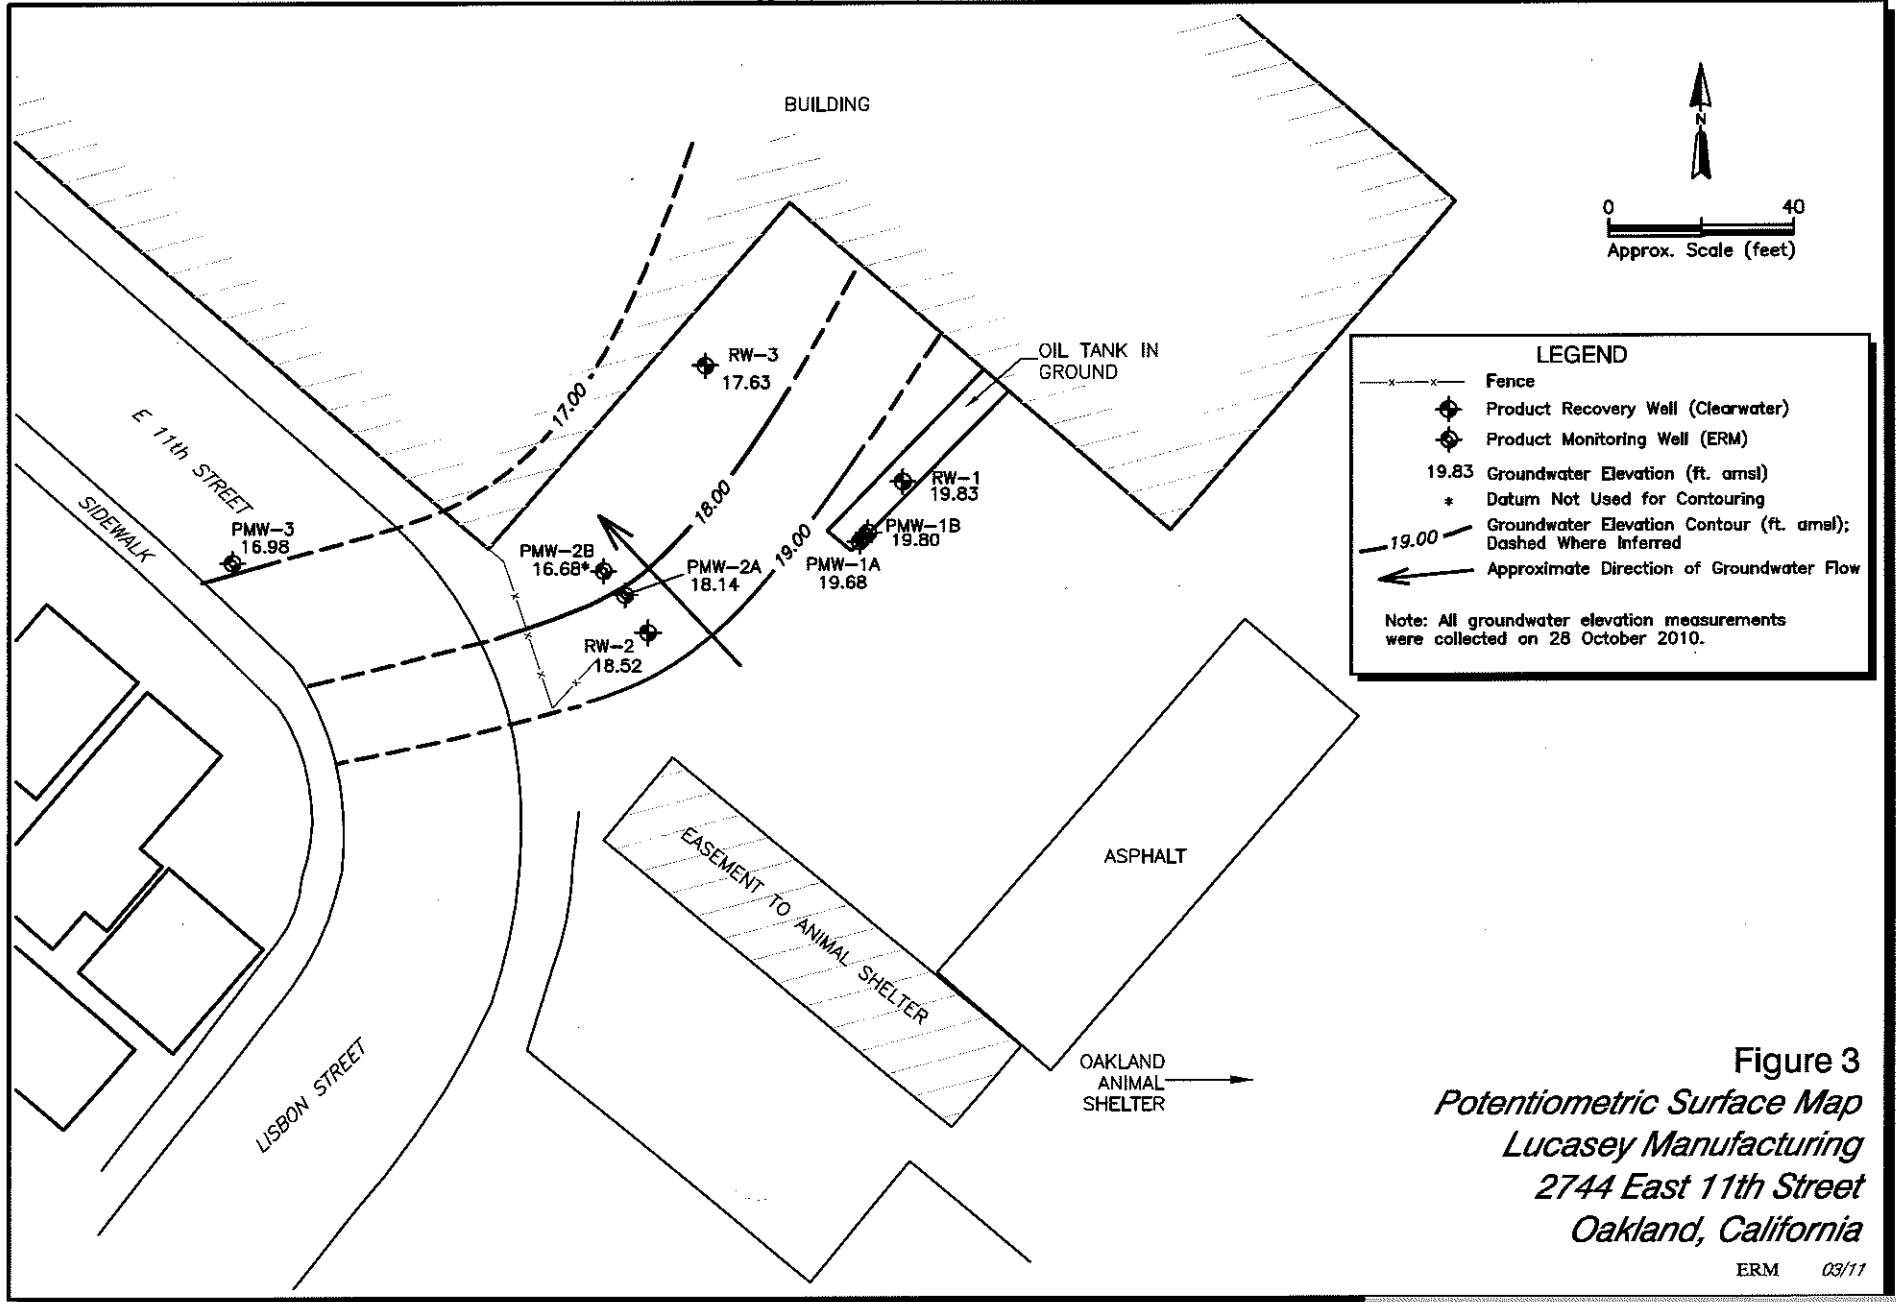 BUILDING
N
0 40
Approx. Scale (feet)
LEGEND
Fence
Product Recovery Well (Clearwater)
Product Monitoring Well (ERM)
19.83 Groundwater Elevation (ft. amsl)
* Datum Not Used for Contouring
19.00 Groundwater Elevation Contour (ft. amsl);
Dashed Where Inferred
Approximate Direction of Groundwater Flow
Note: All groundwater elevation measurements
were collected on 28 October 2010.
OIL TANK IN
GROUND
RW-3
17.63
17.00
18.00
19.00
RW-1
19.83
PMW-1B
19.80
PMW-1A
19.68
PMW-2B
16.68*
PMW-2A
18.14
RW-2
18.52
PMW-3
16.98
E 11th STREET
SIDEWALK
LISBON STREET
EASEMENT TO ANIMAL SHELTER
ASPHALT
OAKLAND
ANIMAL
SHELTER
Figure 3
Potentiometric Surface Map
Lucasey Manufacturing
2744 East 11th Street
Oakland, California
ERM 03/11